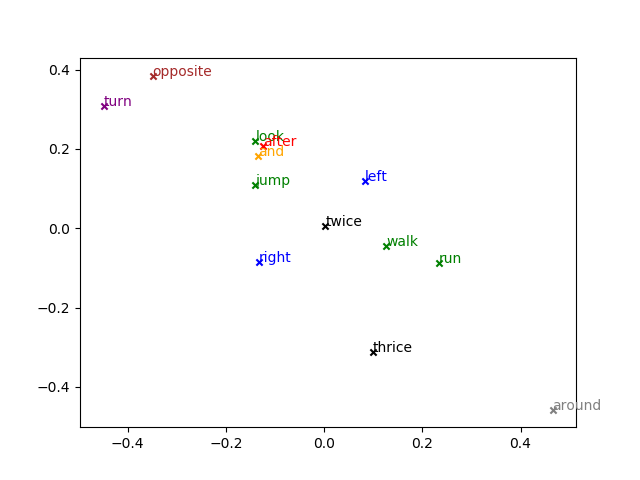 0.4
opposite
turn
look
after
0.2
and
jump
left
twice
0.0
walk
right
run
−0.2
thrice
−0.4
around
−0.4 −0.2 0.0 0.2 0.4